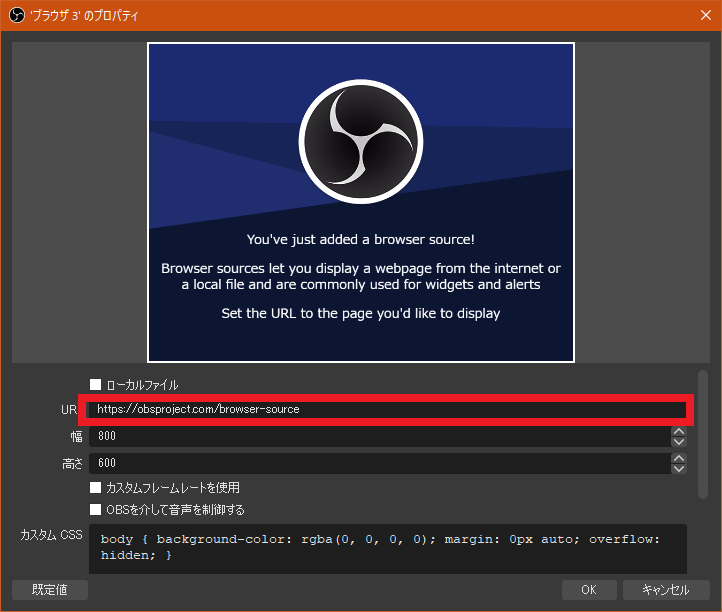 'ブラウザ 3' のプロパティ
You've just added a browser source!
Browser sources let you display a webpage from the internet or
a local file and are commonly used for widgets and alerts
Set the URL to the page you'd like to display
ローカルファイル
UR
https://obsproject.com/browser-source
幅
800
高さ
600
カスタムフレームレートを使用
OBSを介して音声を制御する
カスタム CSS
body { background-color: rgba(0, 0, 0, 0); margin: 0px auto; overflow:
hidden; }
既定値
OK
キャンセル